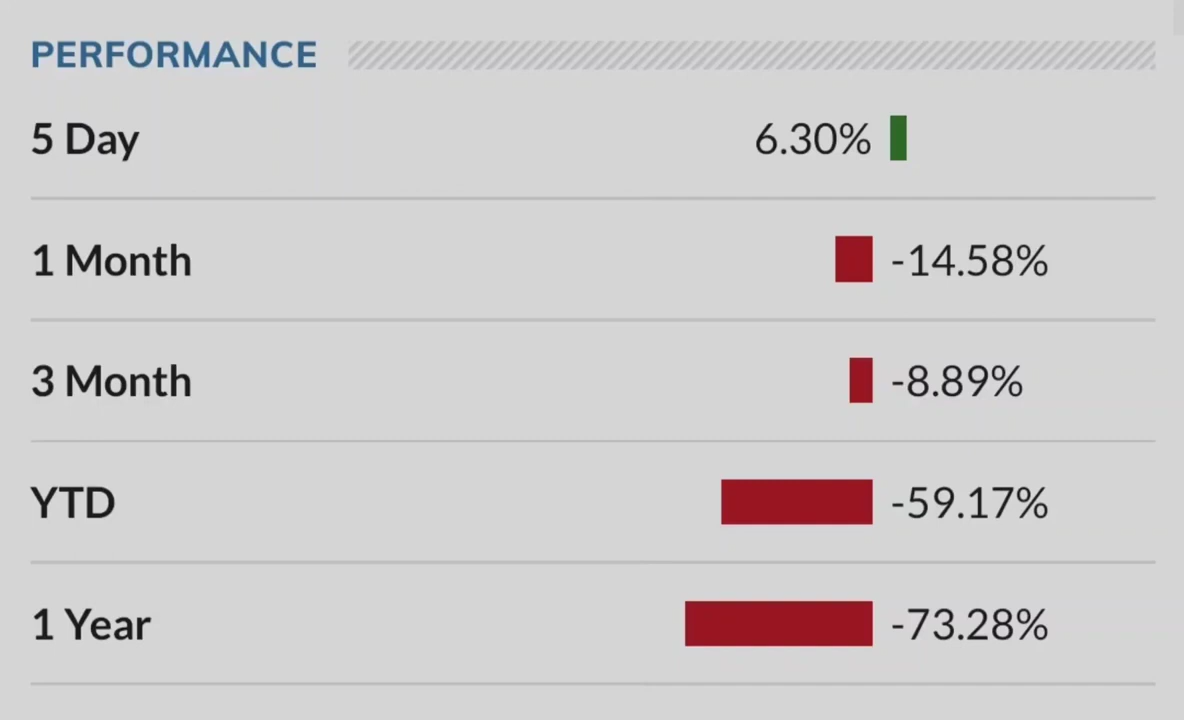 PERFORMANCE
5 Day 6.30%
1 Month -14.58%
3 Month -8.89%
YTD -59.17%
1 Year -73.28%